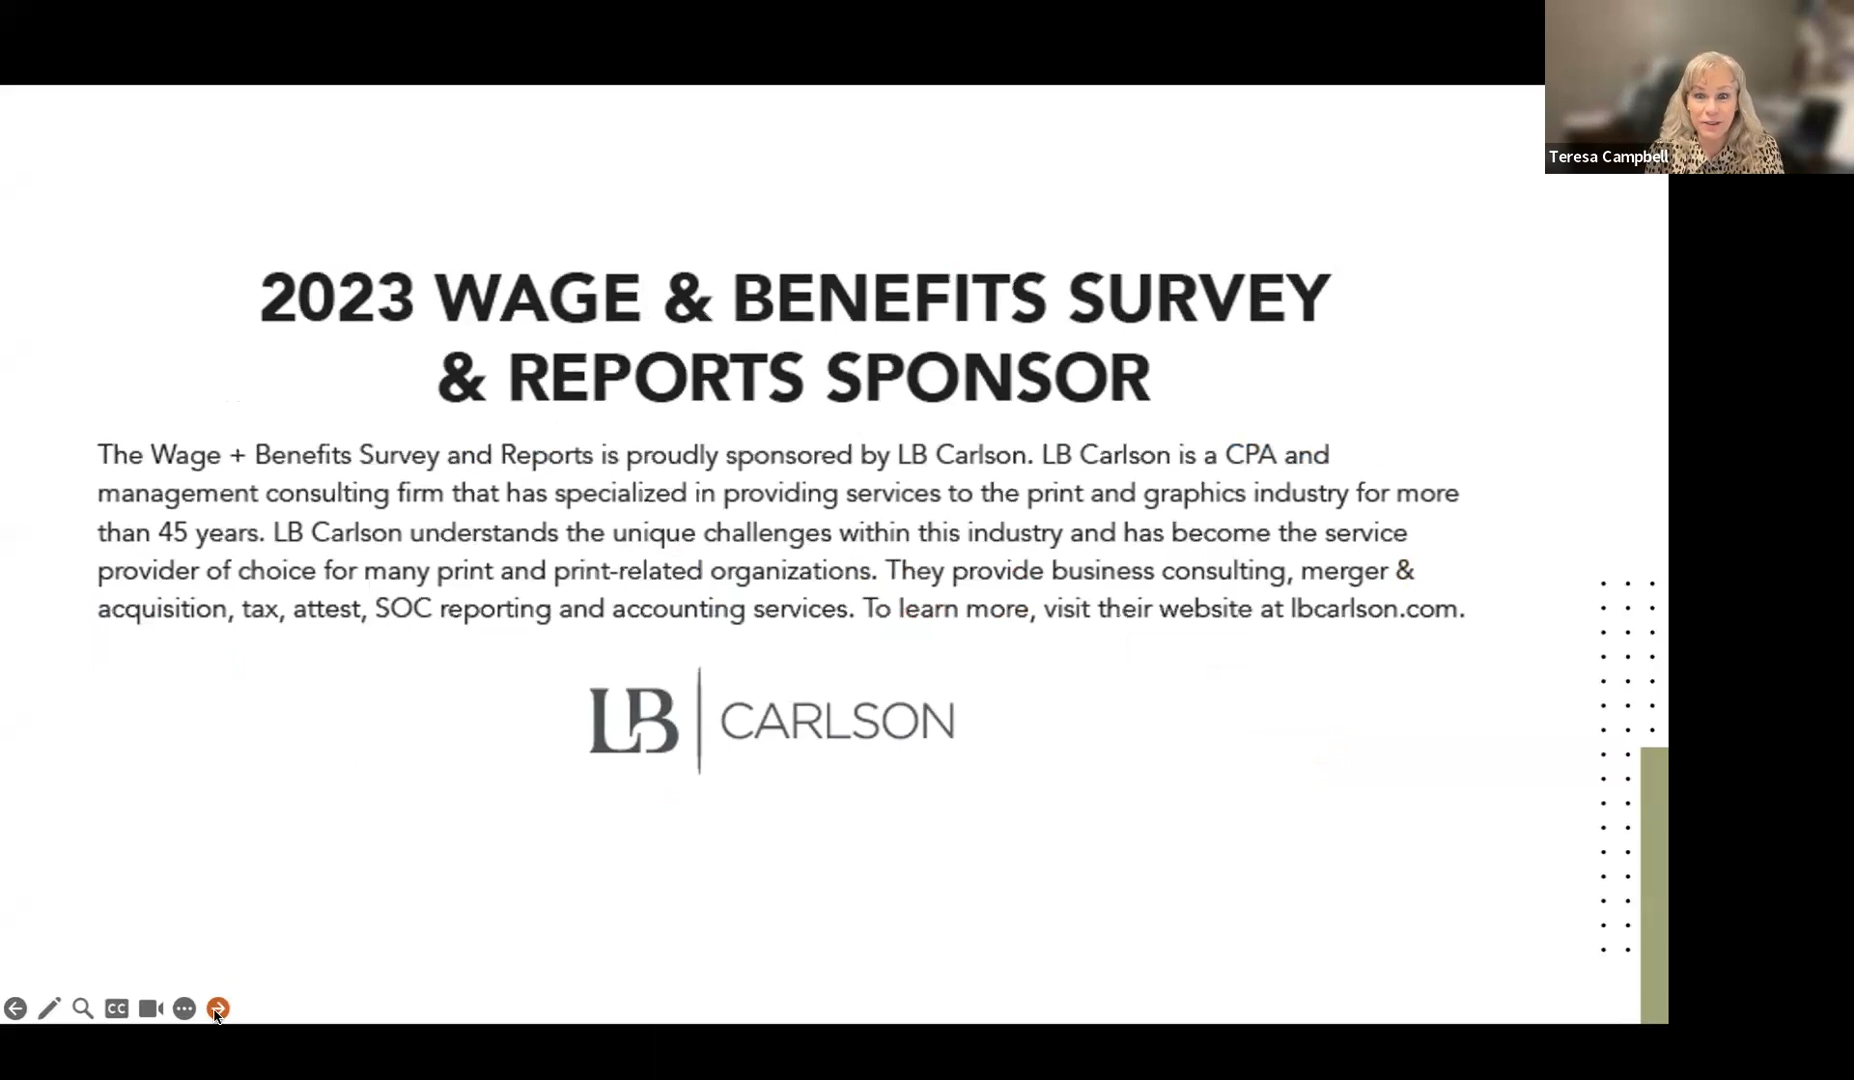 Teresa Campbell
2023 WAGE & BENEFITS SURVEY
& REPORTS SPONSOR
The Wage + Benefits Survey and Reports is proudly sponsored by LB Carlson. LB Carlson is a CPA and
management consulting firm that has specialized in providing services to the print and graphics industry for more
than 45 years. LB Carlson understands the unique challenges within this industry and has become the service
provider of choice for many print and print-related organizations. They provide business consulting, merger &
acquisition, tax, attest, SOC reporting and accounting services. To learn more, visit their website at lbcarlson.com.
LB CARLSON
CC